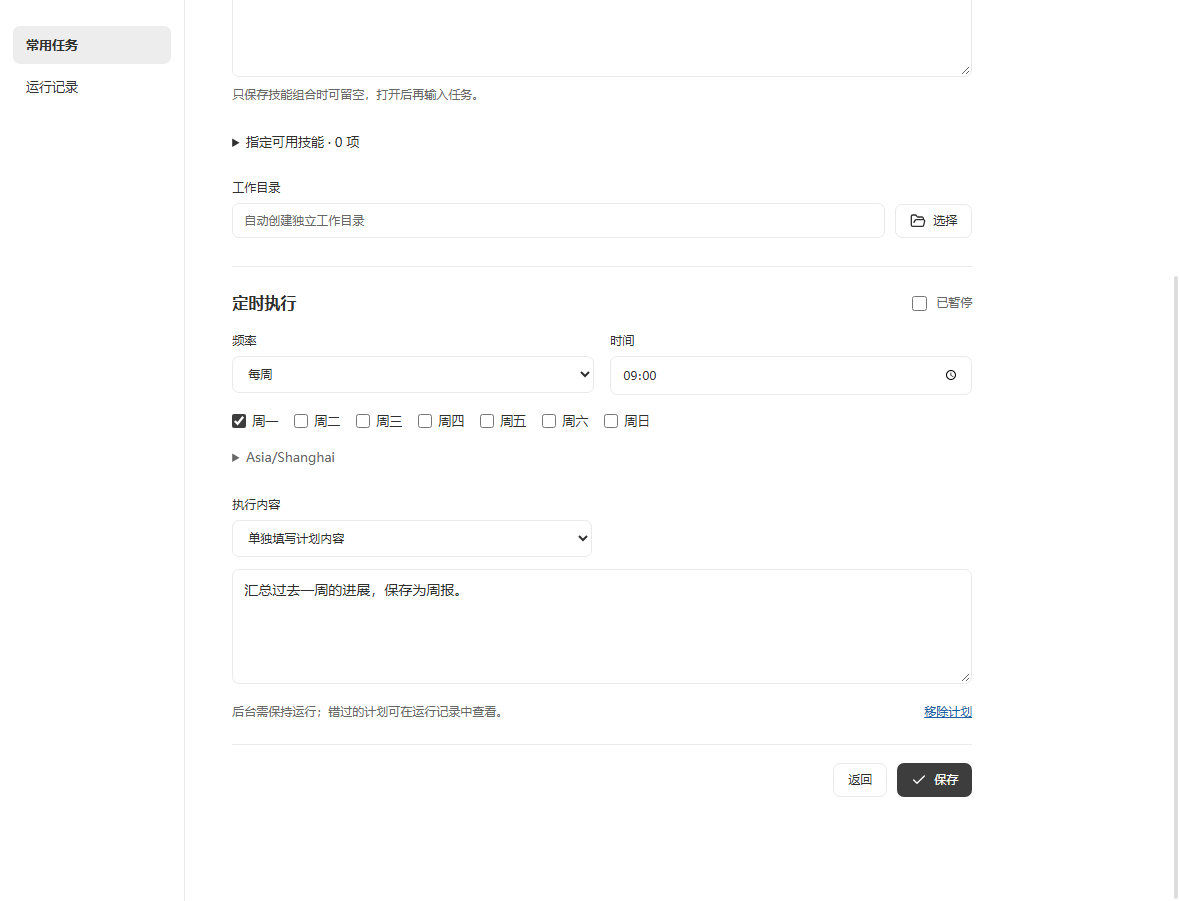 常用任务
运行记录
只保存技能组合时可留空，打开后再输入任务。
指定可用技能 · 0 项
工作目录
自动创建独立工作目录
选择
定时执行
已暂停
频率
时间
每周
09:00
周一 周二 周三 周四 周五 周六 周日
Asia/Shanghai
执行内容
单独填写计划内容
汇总过去一周的进展，保存为周报。
后台需保持运行；错过的计划可在运行记录中查看。
移除计划
返回
保存